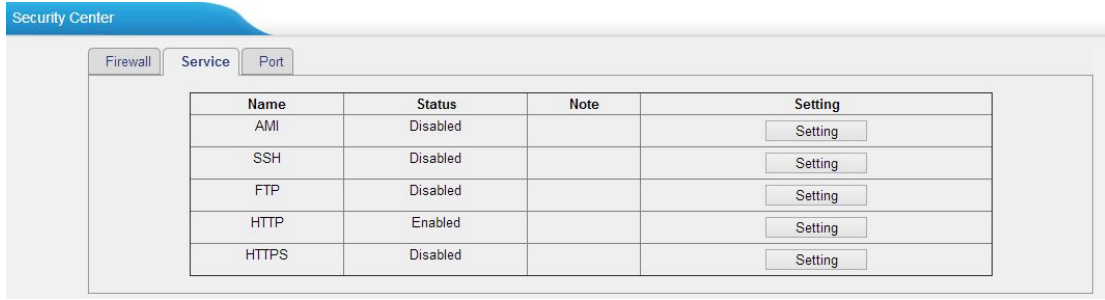 Security Center
Firewall Service Port
Name Status Note Setting
AMI Disabled Setting
SSH Disabled Setting
FTP Disabled Setting
HTTP Enabled Setting
HTTPS Disabled Setting